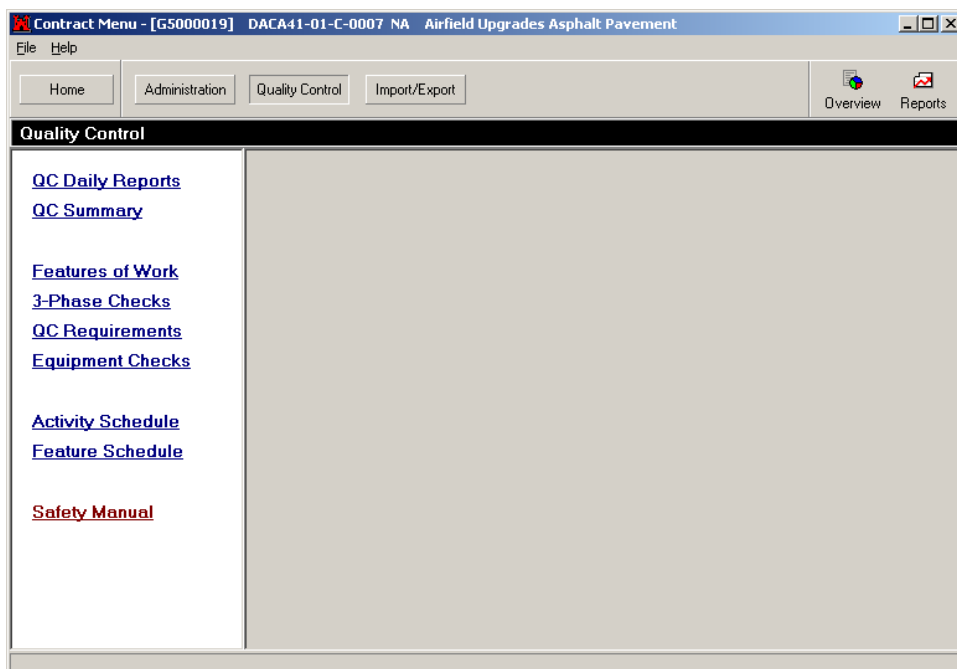 Contract Menu - [G5000019] DACA41-01-C-0007 NA Airfield Upgrades Asphalt Pavement
File Help
Home Administration Quality Control Import/Export Overview Reports
Quality Control
QC Daily Reports
QC Summary
Features of Work
3-Phase Checks
QC Requirements
Equipment Checks
Activity Schedule
Feature Schedule
Safety Manual